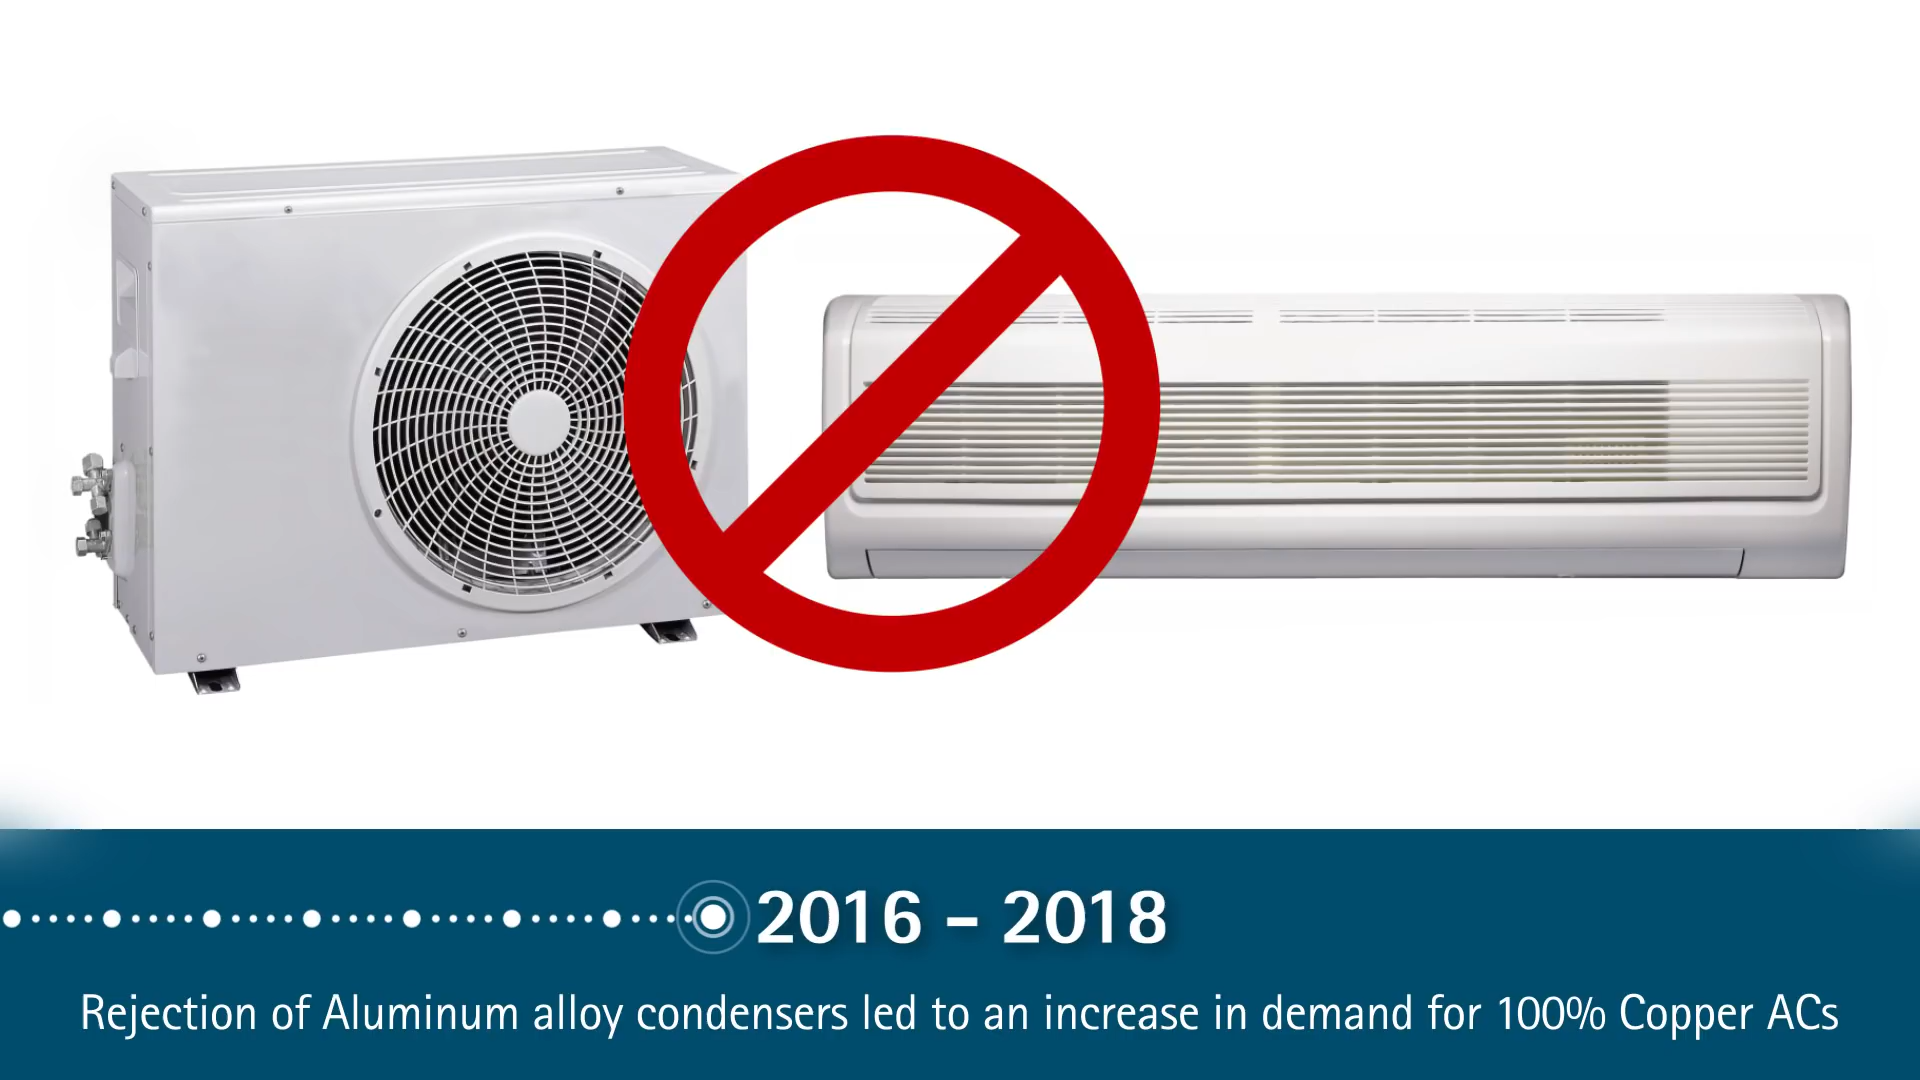 2016 – 2018
Rejection of Aluminum alloy condensers led to an increase in demand for 100% Copper ACs